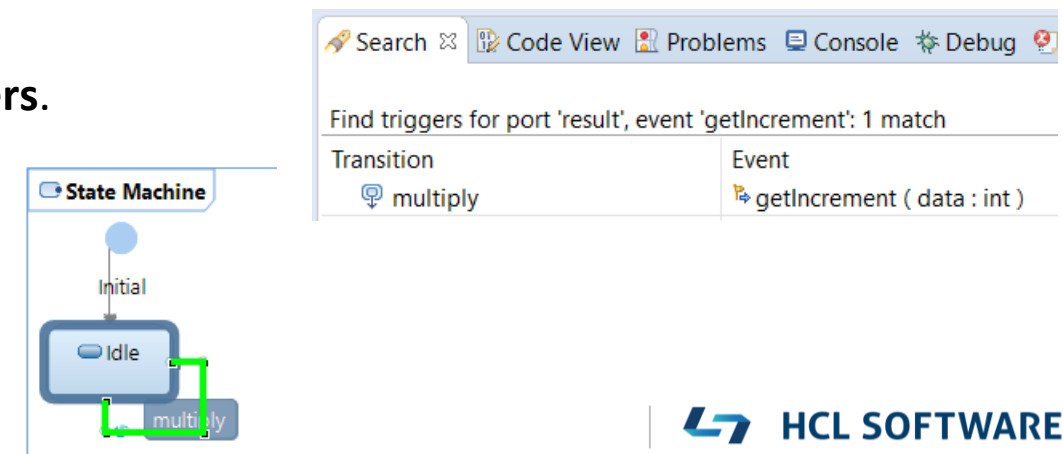 Search Code View Problems Console Debug
ers.
Find triggers for port 'result', event 'getIncrement': 1 match
Transition Event
multiply getIncrement ( data : int )
State Machine
Initial
Idle
multiply
HCL SOFTWARE